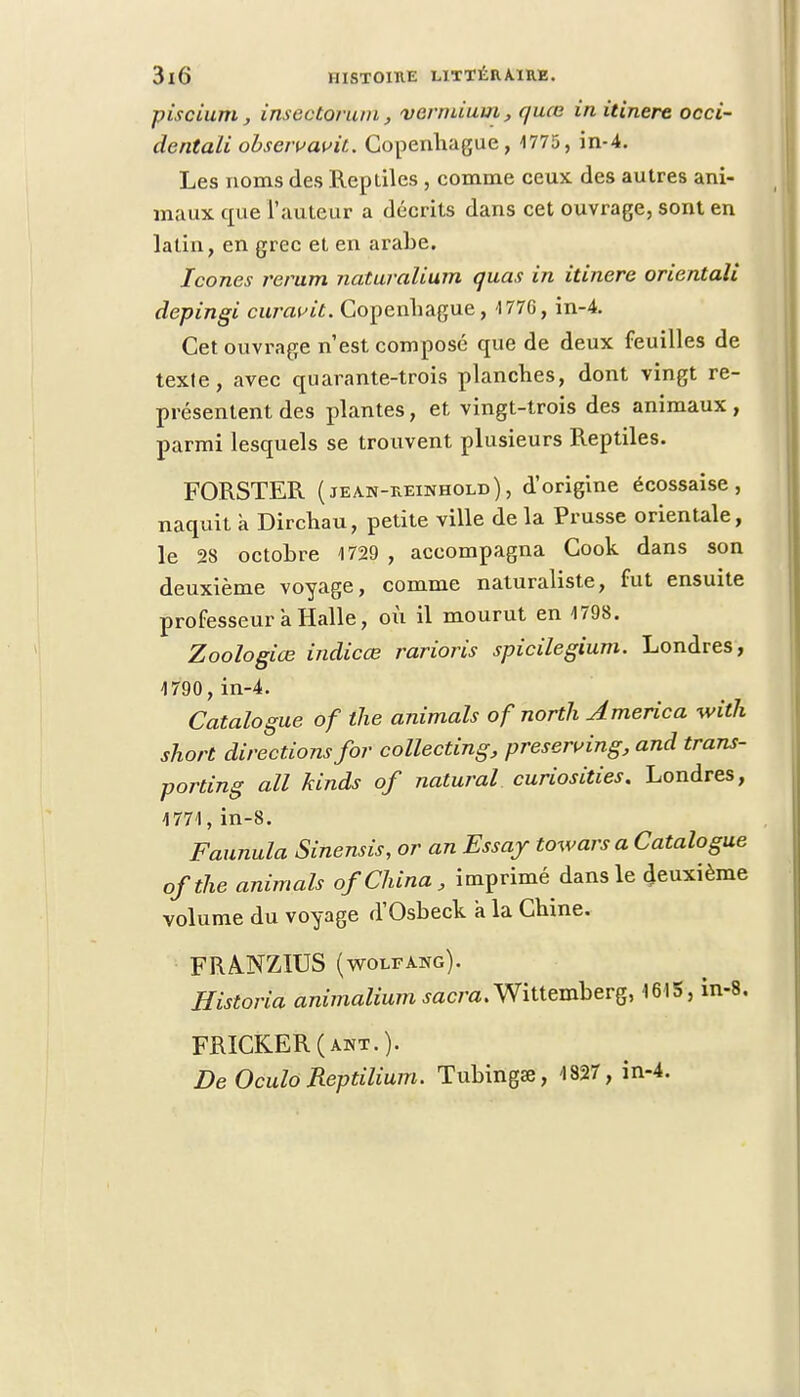 316 HISTOIRE LITTÉRAIRE.
piscium, insectorum, vermium, quæ in itinere occi-
dentali observavit. Copenhague, 1775, in-4.
Les noms des Reptiles, comme ceux des autres ani-
maux que l'auteur a décrits dans cet ouvrage, sont en
latin, en grec et en arabe.
Icones rerum naturalium quas in itinere orientali
depingi curavit. Copenhague, 1776, in-4.
Cet ouvrage n'est composé que de deux feuilles de
texte, avec quarante-trois planches, dont vingt re-
présentent des plantes, et vingt-trois des animaux,
parmi lesquels se trouvent plusieurs Reptiles.
FORSTER (JEAN-REINHOLD), d'origine écossaise,
naquit à Dirchau, petite ville de la Prusse orientale,
le 28 octobre 1729, accompagna Cook dans son
deuxième voyage, comme naturaliste, fut ensuite
professeur à Halle, où il mourut en 1798.
Zoologiæ indicæ rarioris spicilegium. Londres,
1790, in-4.
Catalogue of the animals of north America with
short directions for collecting, preserving, and trans-
porting all kinds of natural curiosities. Londres,
1771, in-8.
Faunula Sinensis, or an Essay towars a Catalogue
of the animals of China, imprimé dans le deuxième
volume du voyage d'Osbeck à la Chine.
FRANZIUS (WOLFANG).
Historia animalium sacra. Wittemberg, 1615, in-8.
FRICKER (ANT.).
De Oculo Reptilium. Tubingæ, 1827, in-4.